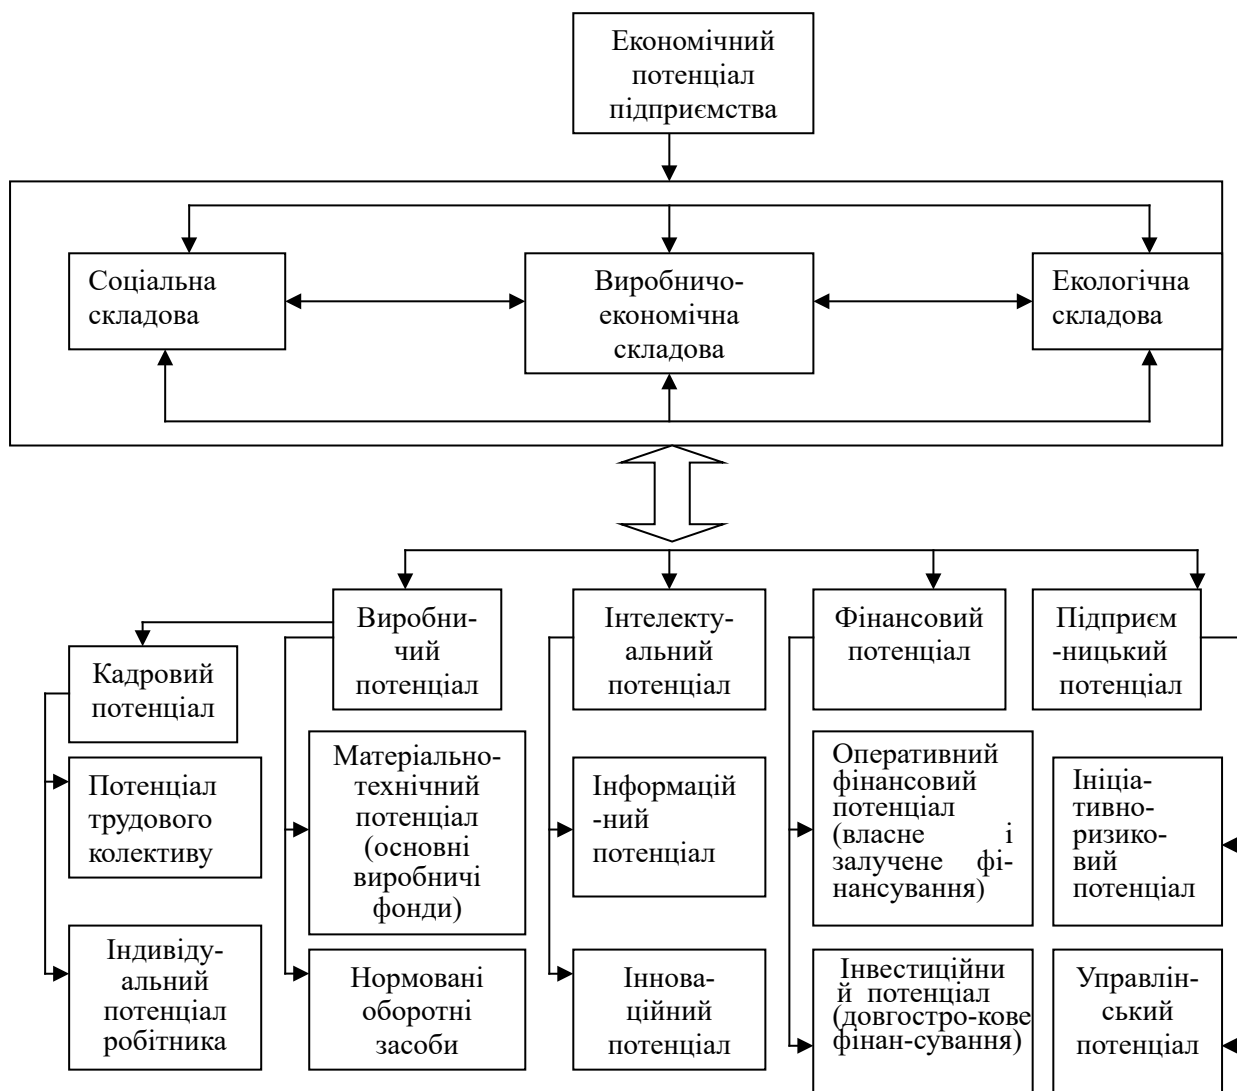 Економічний
потенціал
підприємства
Соціальна
складова
Виробничо-
економічна
складова
Екологічна
складова
Виробни-
чий
потенціал
Інтелекту-
альний
потенціал
Фінансовий
потенціал
Підприєм
-ницький
потенціал
Кадровий
потенціал
Потенціал
трудового
колективу
Матеріально-
технічний
потенціал
(основні
виробничі
фонди)
Інформацій
-ний
потенціал
Оперативний
фінансовий
потенціал
(власне і
залучене фі-
нансування)
Ініціа-
тивно-
ризико-
вий
потенціал
Індивіду-
альний
потенціал
робітника
Нормовані
оборотні
засоби
Іннова-
ційний
потенціал
Інвестиційни
й потенціал
(довгостро-кове
фінан-сування)
Управлін-
ський
потенціал